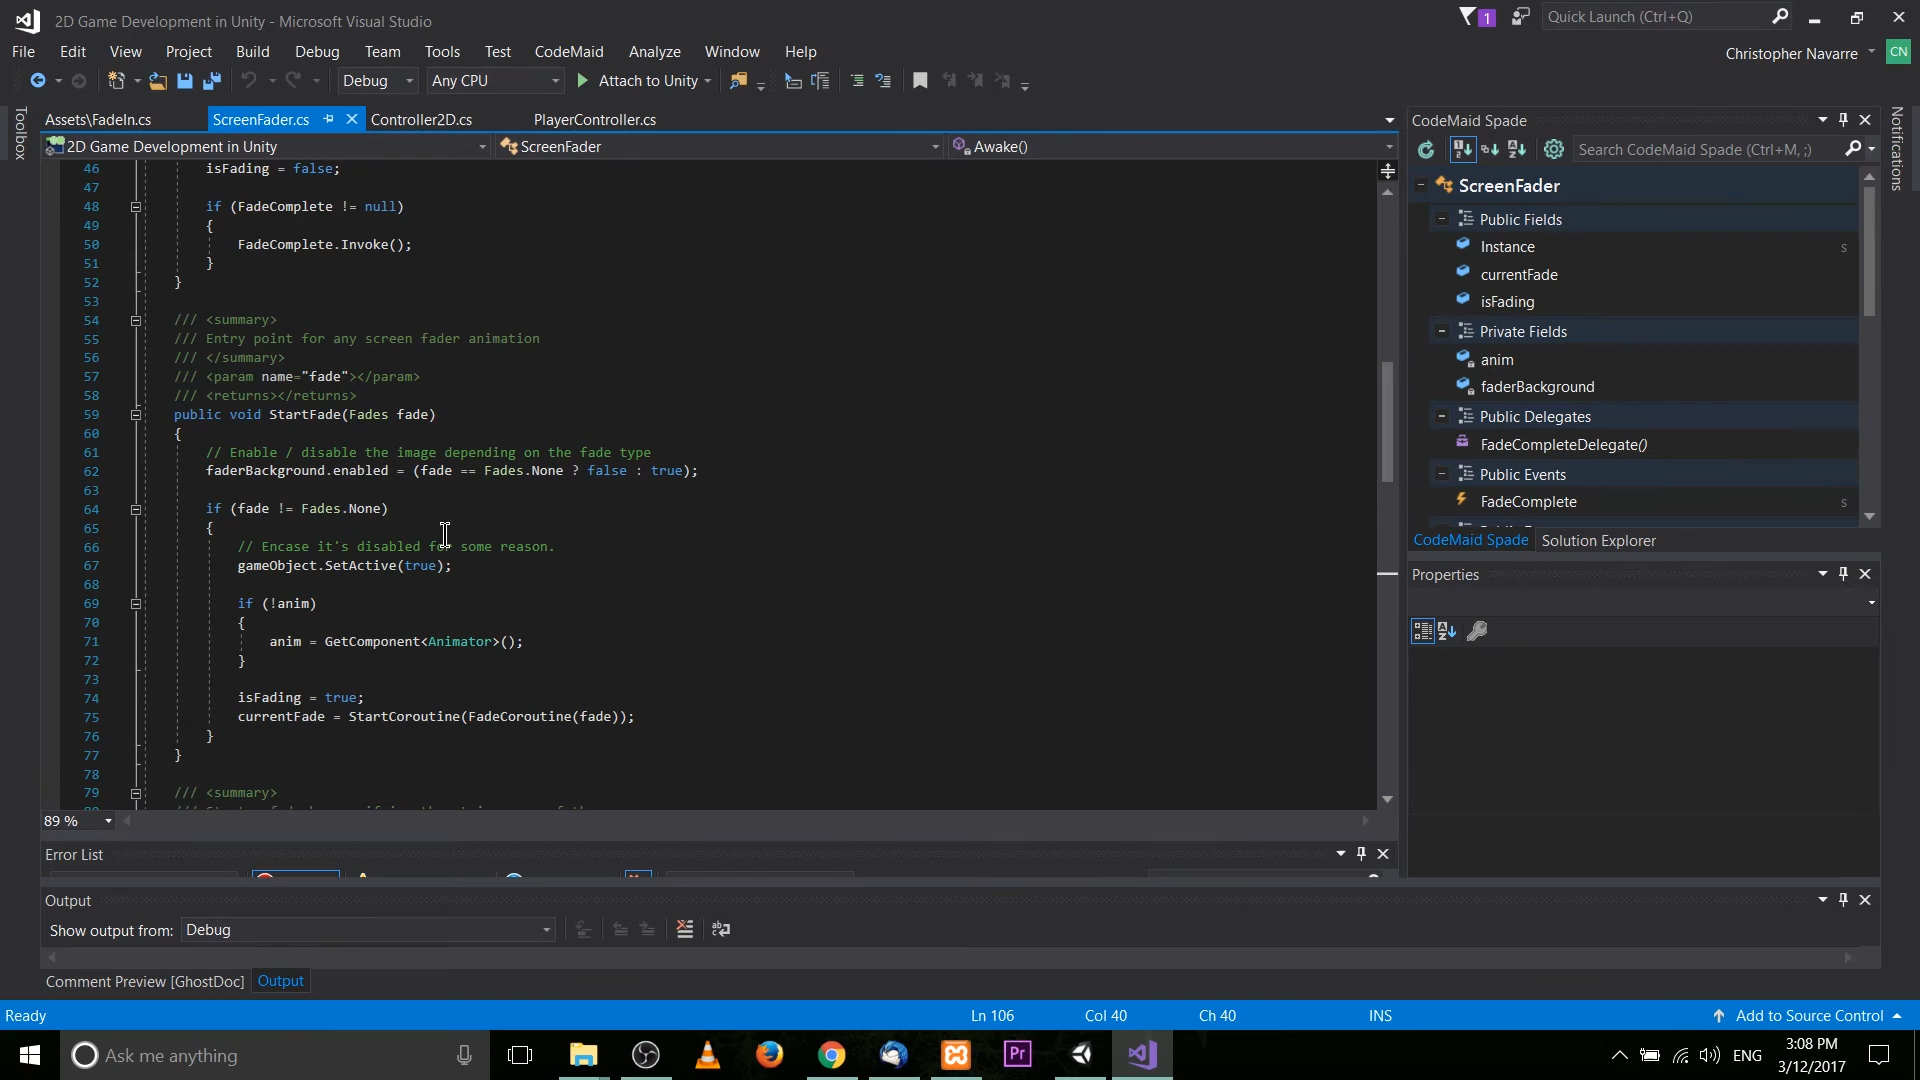 2D Game Development in Unity - Microsoft Visual Studio
1
Quick Launch (Ctrl+Q)
File Edit View Project Build Debug Team Tools Test CodeMaid Analyze Window Help
Christopher Navarre
CN
Debug Any CPU Attach to Unity
Toolbox
Assets\FadeIn.cs ScreenFader.cs Controller2D.cs PlayerController.cs
2D Game Development in Unity ScreenFader Awake()
46 isFading = false;
47
48 if (FadeComplete != null)
49 {
50 FadeComplete.Invoke();
51 }
52 }
53
54 /// <summary>
55 /// Entry point for any screen fader animation
56 /// </summary>
57 /// <param name="fade"></param>
58 /// <returns></returns>
59 public void StartFade(Fades fade)
60 {
61 // Enable / disable the image depending on the fade type
62 faderBackground.enabled = (fade == Fades.None ? false : true);
63
64 if (fade != Fades.None)
65 {
66 // Encase it's disabled for some reason.
67 gameObject.SetActive(true);
68
69 if (!anim)
70 {
71 anim = GetComponent<Animator>();
72 }
73
74 isFading = true;
75 currentFade = StartCoroutine(FadeCoroutine(fade));
76 }
77 }
78
79 /// <summary>
89 %
CodeMaid Spade
Search CodeMaid Spade (Ctrl+M, ;)
ScreenFader
Public Fields
Instance s
currentFade
isFading
Private Fields
anim
faderBackground
Public Delegates
FadeCompleteDelegate()
Public Events
FadeComplete s
CodeMaid Spade Solution Explorer
Properties
Notifications
Error List
Output
Show output from: Debug
Comment Preview [GhostDoc] Output
Ready Ln 106 Col 40 Ch 40 INS Add to Source Control
Ask me anything
Pr
ENG
3:08 PM
3/12/2017